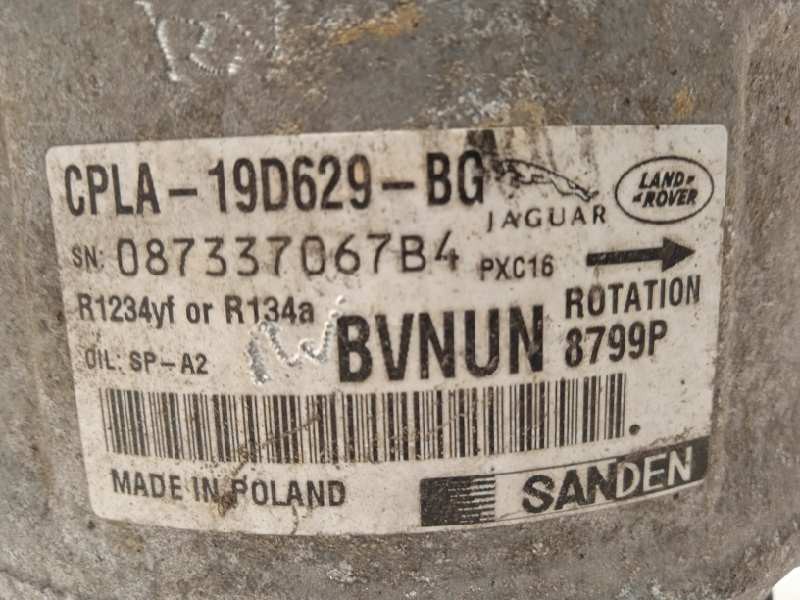 CPLA-19D629-BG
JAGUAR
LAND-
-ROVER
SN: 087337067B4 PXC16
R1234yf or R134a
ROTATION
OIL: SP-A2
BVNUN 8799P
MADE IN POLAND
SANDEN